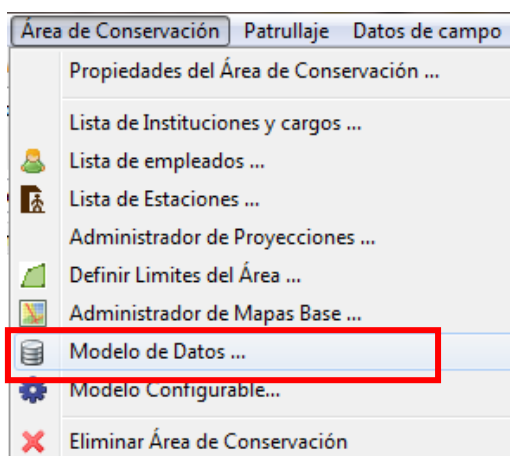 Área de Conservación Patrullaje Datos de campo
Propiedades del Área de Conservación ...
Lista de Instituciones y cargos ...
Lista de empleados ...
Lista de Estaciones ...
Administrador de Proyecciones ...
Definir Limites del Área ...
Administrador de Mapas Base ...
Modelo de Datos ...
Modelo Configurable...
Eliminar Área de Conservación